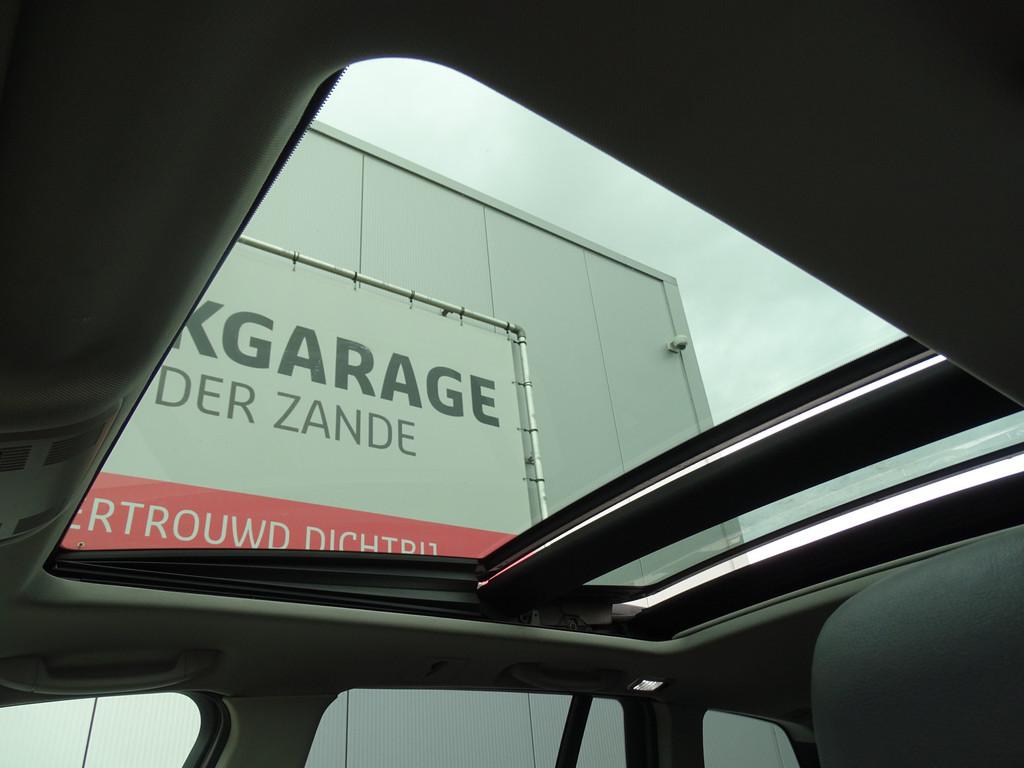 KGARAGE
DER ZANDE
ERTROUWD DICHTBIJ